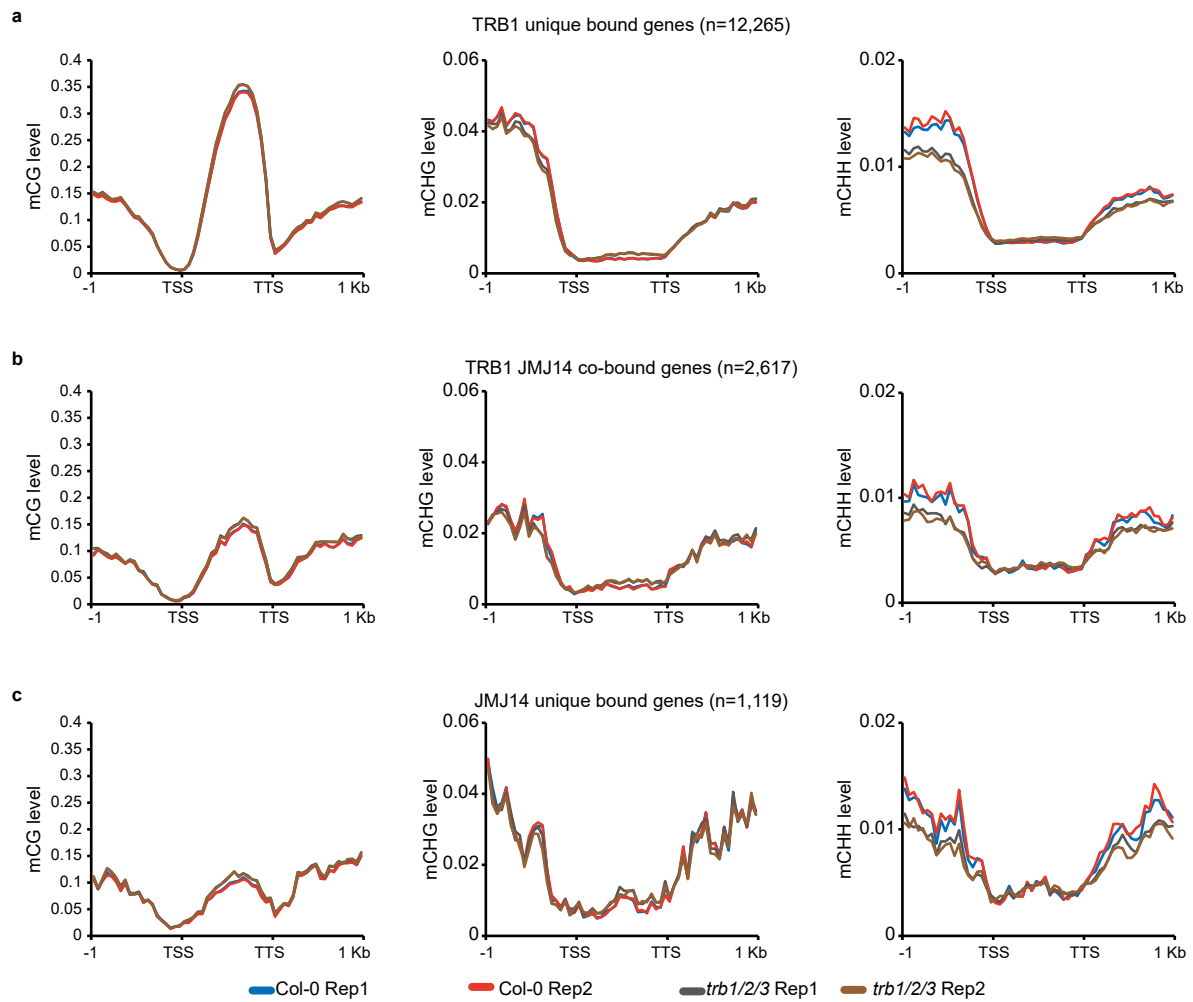 a
TRB1 unique bound genes (n=12,265)
mCG level
0.4
0.35
0.3
0.25
0.2
0.15
0.1
0.05
0
-1 TSS TTS 1 Kb
mCHG level
0.06
0.04
0.02
0
-1 TSS TTS 1 Kb
mCHH level
0.02
0.01
0
-1 TSS TTS 1 Kb
b
TRB1 JMJ14 co-bound genes (n=2,617)
mCG level
0.4
0.35
0.3
0.25
0.2
0.15
0.1
0.05
0
-1 TSS TTS 1 Kb
mCHG level
0.06
0.04
0.02
0
-1 TSS TTS 1 Kb
mCHH level
0.02
0.01
0
-1 TSS TTS 1 Kb
c
JMJ14 unique bound genes (n=1,119)
mCG level
0.4
0.35
0.3
0.25
0.2
0.15
0.1
0.05
0
-1 TSS TTS 1 Kb
mCHG level
0.06
0.04
0.02
0
-1 TSS TTS 1 Kb
mCHH level
0.02
0.01
0
-1 TSS TTS 1 Kb
Col-0 Rep1 Col-0 Rep2 trb1/2/3 Rep1 trb1/2/3 Rep2